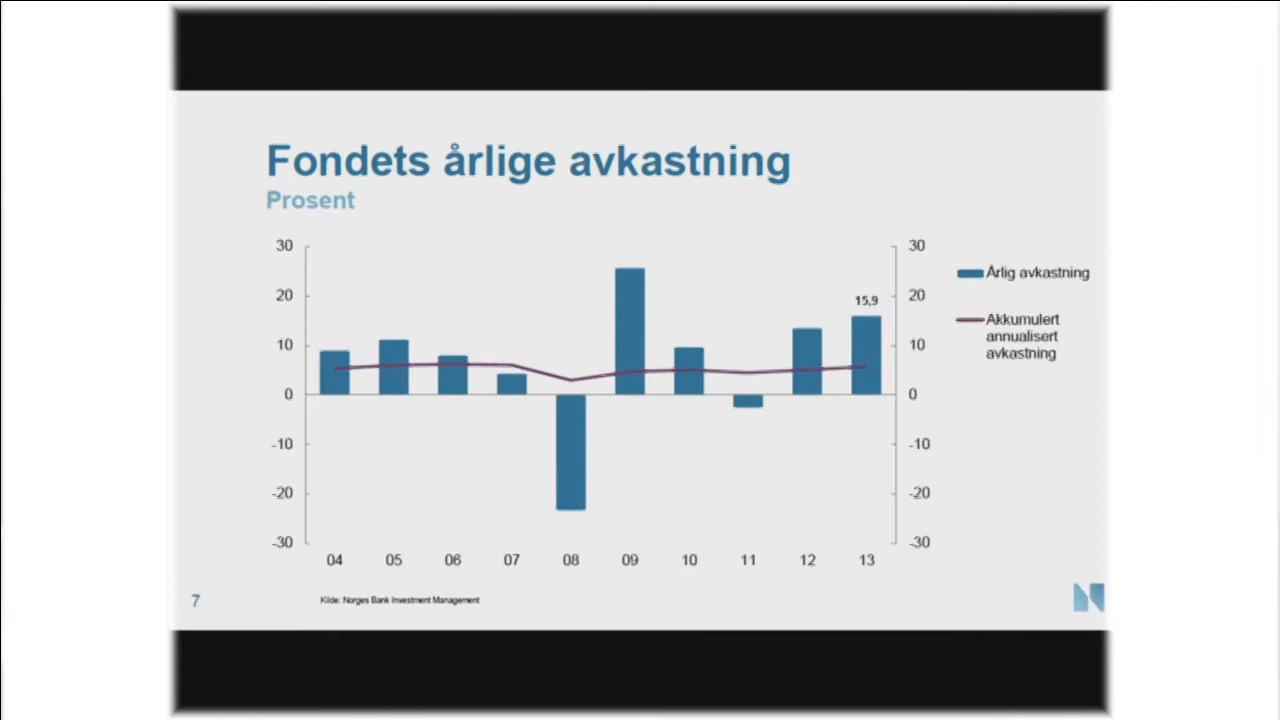 Fondets årlige avkastning
Prosent
30
20
10
0
-10
-20
-30
30
20
10
0
-10
-20
-30
15,9
04 05 06 07 08 09 10 11 12 13
Årlig avkastning
Akkumulert
annualisert
avkastning
7
Kilde: Norges Bank Investment Management